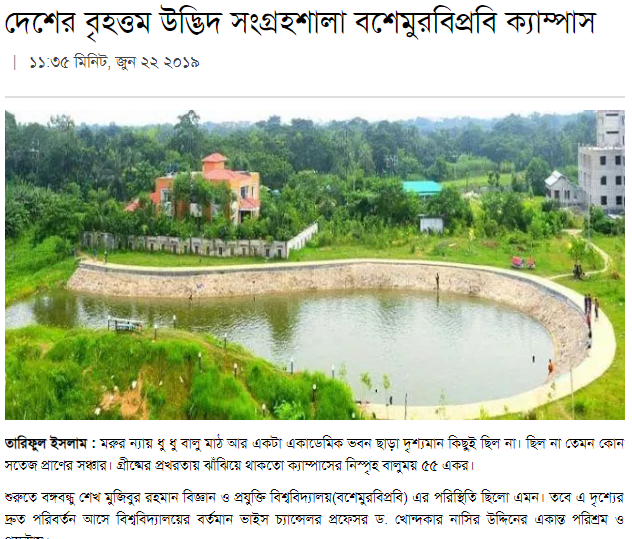 দেশের বৃহত্তম উদ্ভিদ সংগ্রহশালা বশেমুরবিপ্রবি ক্যাম্পাস
| ১১:৩৫ মিনিট, জুন ২২ ২০১৯
তারিফুল ইসলাম : মরুর ন্যায় ধু ধু বালু মাঠ আর একটা একাডেমিক ভবন ছাড়া দৃশ্যমান কিছুই ছিল না। ছিল না তেমন কোন
সতেজ প্রাণের সঞ্চার। গ্রীষ্মের প্রখরতায় ঝাঁঝিয়ে থাকতো ক্যাম্পাসের নিস্পৃহ বালুময় ৫৫ একর।
শুরুতে বঙ্গবন্ধু শেখ মুজিবুর রহমান বিজ্ঞান ও প্রযুক্তি বিশ্ববিদ্যালয়(বশেমুরবিপ্রবি) এর পরিস্থিতি ছিলো এমন। তবে এ দৃশ্যের
দ্রুত পরিবর্তন আসে বিশ্ববিদ্যালয়ের বর্তমান ভাইস চ্যান্সেলর প্রফেসর ড. খোন্দকার নাসির উদ্দিনের একান্ত পরিশ্রম ও